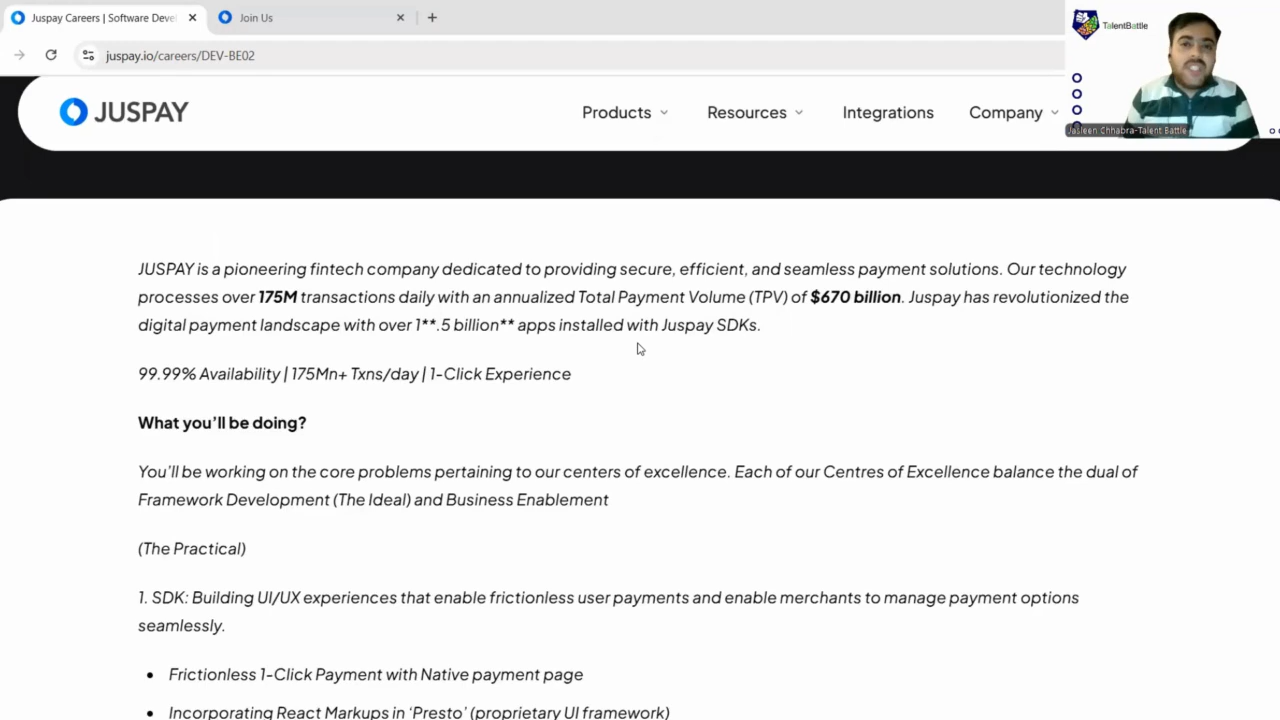 Juspay Careers | Software Devel
Join Us
juspay.io/careers/DEV-BE02
TalentBattle
Jasleen Chhabra-Talent Battle
JUSPAY
Products
Resources
Integrations
Company
JUSPAY is a pioneering fintech company dedicated to providing secure, efficient, and seamless payment solutions. Our technology
processes over 175M transactions daily with an annualized Total Payment Volume (TPV) of $670 billion. Juspay has revolutionized the
digital payment landscape with over 1**.5 billion** apps installed with Juspay SDKs.
99.99% Availability | 175Mn+ Txns/day | 1-Click Experience
What you'll be doing?
You'll be working on the core problems pertaining to our centers of excellence. Each of our Centres of Excellence balance the dual of
Framework Development (The Ideal) and Business Enablement
(The Practical)
1. SDK: Building UI/UX experiences that enable frictionless user payments and enable merchants to manage payment options
seamlessly.
• Frictionless 1-Click Payment with Native payment page
• Incorporating React Markups in ‘Presto’ (proprietary UI framework)